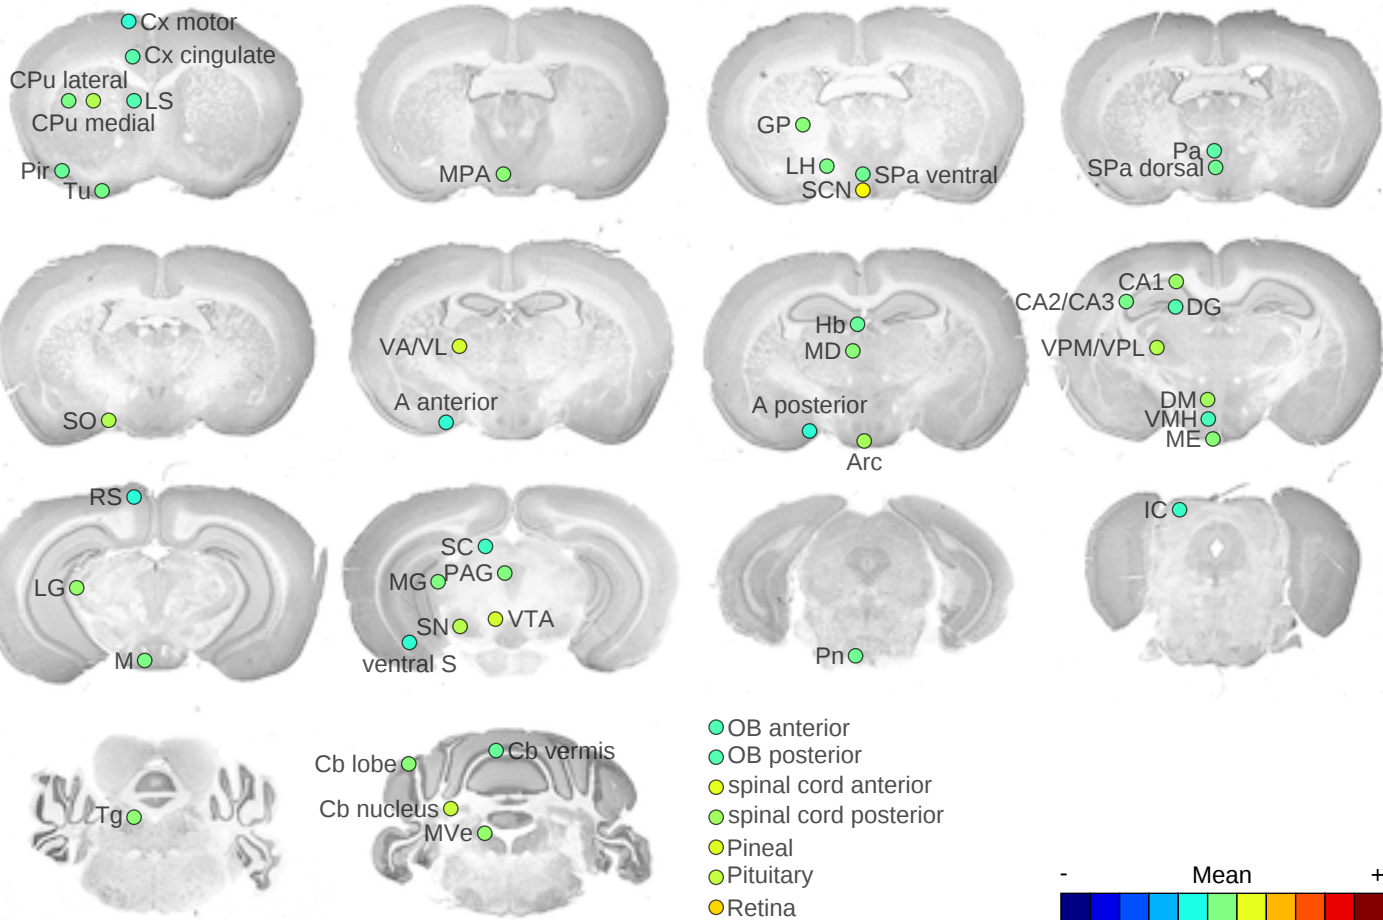 Cx motor
Cx cingulate
CPu lateral
LS
CPu medial
Pir
Tu
MPA
GP
LH
SPa ventral
SCN
Pa
SPa dorsal
SO
VA/VL
A anterior
Hb
MD
A posterior
Arc
CA1
CA2/CA3
DG
VPM/VPL
DM
VMH
ME
RS
LG
M
SC
MG
PAG
SN
VTA
ventral S
Pn
IC
Tg
Cb vermis
Cb lobe
Cb nucleus
MVe
OB anterior
OB posterior
spinal cord anterior
spinal cord posterior
Pineal
Pituitary
Retina
- Mean +